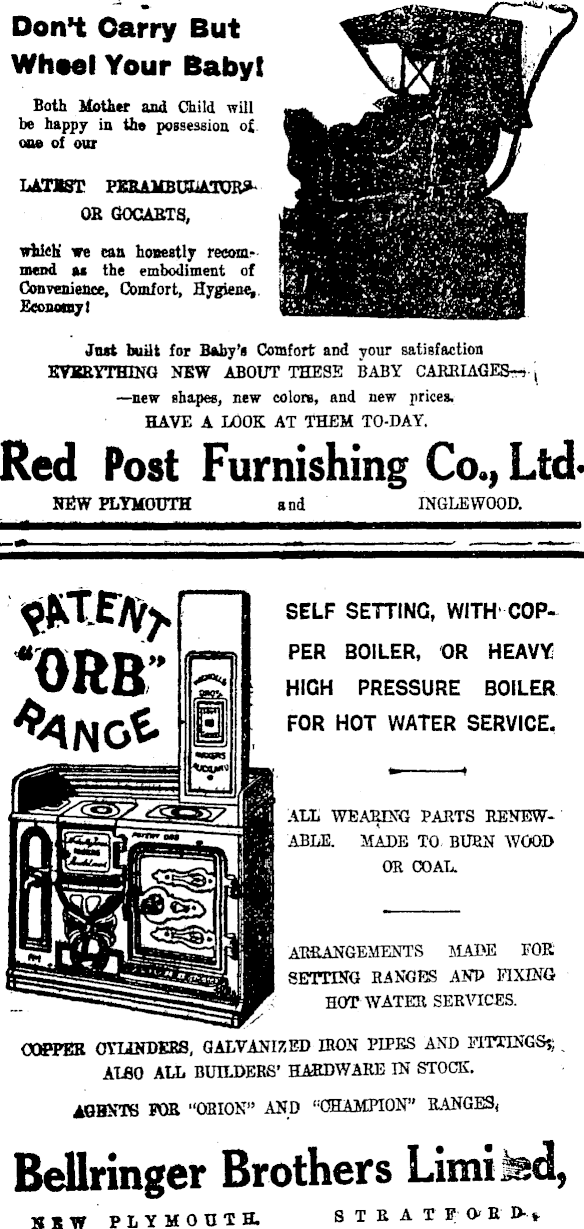 Don't Carry But
Wheel Your Baby!
Both Mother and Child will
be happy in the possession of
one of our
LATEST PERAMBULATORS
OR GOCARTS,
which we can honestly recom-
mend as the embodiment of
Convenience, Comfort, Hygiene,
Economy!
Just built for Baby's Comfort and your satisfaction
EVERYTHING NEW ABOUT THESE BABY CARRIAGES—
—new shapes, new colors, and new prices.
HAVE A LOOK AT THEM TO-DAY.
Red Post Furnishing Co., Ltd.
NEW PLYMOUTH and INGLEWOOD.
PATENT
"ORB"
RANGE
PATENT ORB
SELF SETTING, WITH COP-
PER BOILER, OR HEAVY
HIGH PRESSURE BOILER
FOR HOT WATER SERVICE.
ALL WEARING PARTS RENEW-
ABLE. MADE TO BURN WOOD
OR COAL.
ARRANGEMENTS MADE FOR
SETTING RANGES AND FIXING
HOT WATER SERVICES.
COPPER CYLINDERS, GALVANIZED IRON PIPES AND FITTINGS;
ALSO ALL BUILDERS' HARDWARE IN STOCK.
AGENTS FOR "ORION" AND "CHAMPION" RANGES,
Bellringer Brothers Limited,
NEW PLYMOUTH. STRATFORD.